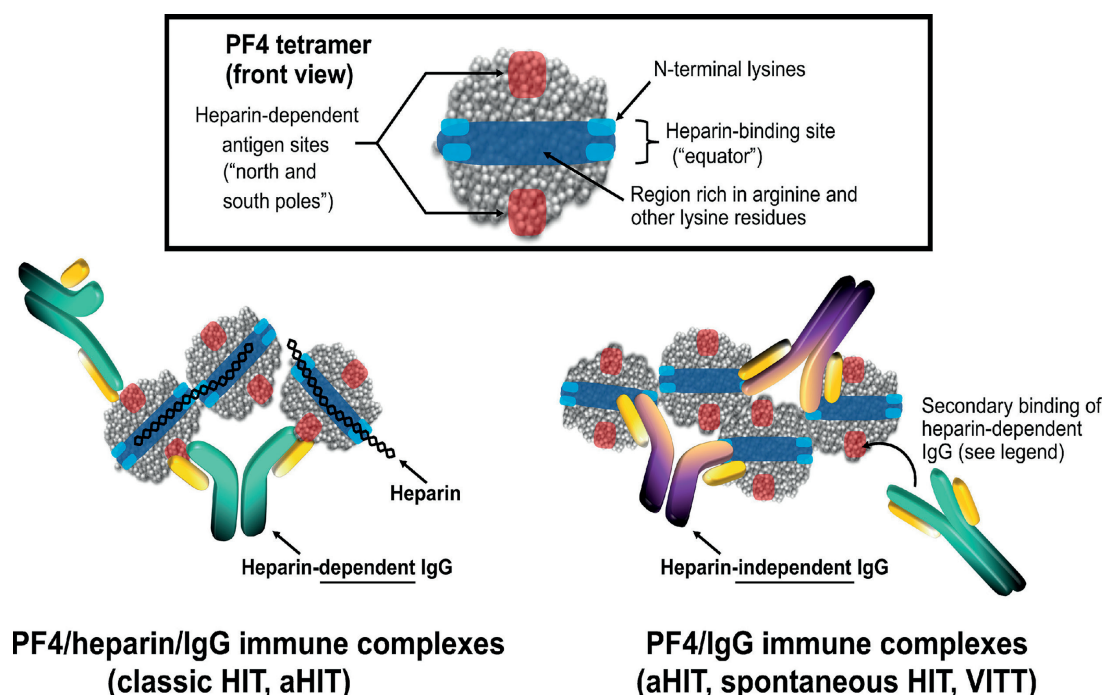 PF4 tetramer
(front view)
Heparin-dependent
antigen sites
("north and
south poles")
N-terminal lysines
Heparin-binding site
("equator")
Region rich in arginine and
other lysine residues
Heparin
Heparin-dependent IgG
Secondary binding of
heparin-dependent
IgG (see legend)
Heparin-independent IgG
PF4/heparin/IgG immune complexes
(classic HIT, aHIT)
PF4/IgG immune complexes
(aHIT, spontaneous HIT, VITT)